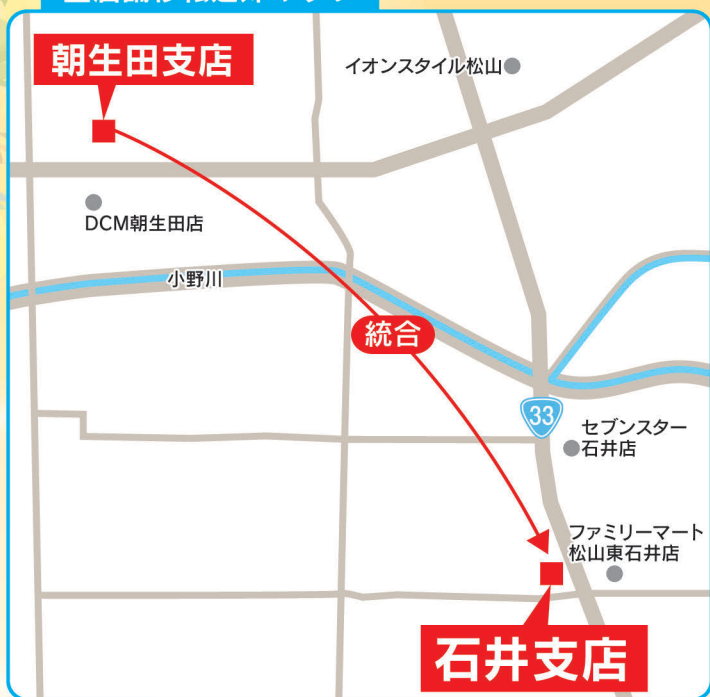 朝生田支店
イオンスタイル松山
DCM朝生田店
小野川
統合
33
セブンスター
石井店
ファミリーマート
松山東石井店
石井支店